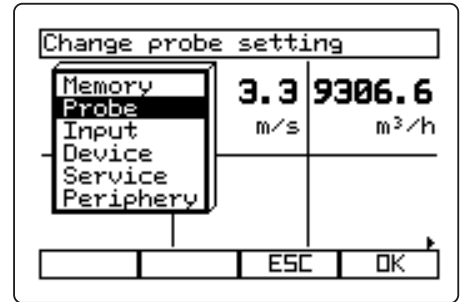 Change probe setting
Memory
Probe
Input
Device
Service
Periphery
3.3 9306.6
m/s m³/h
ESC OK